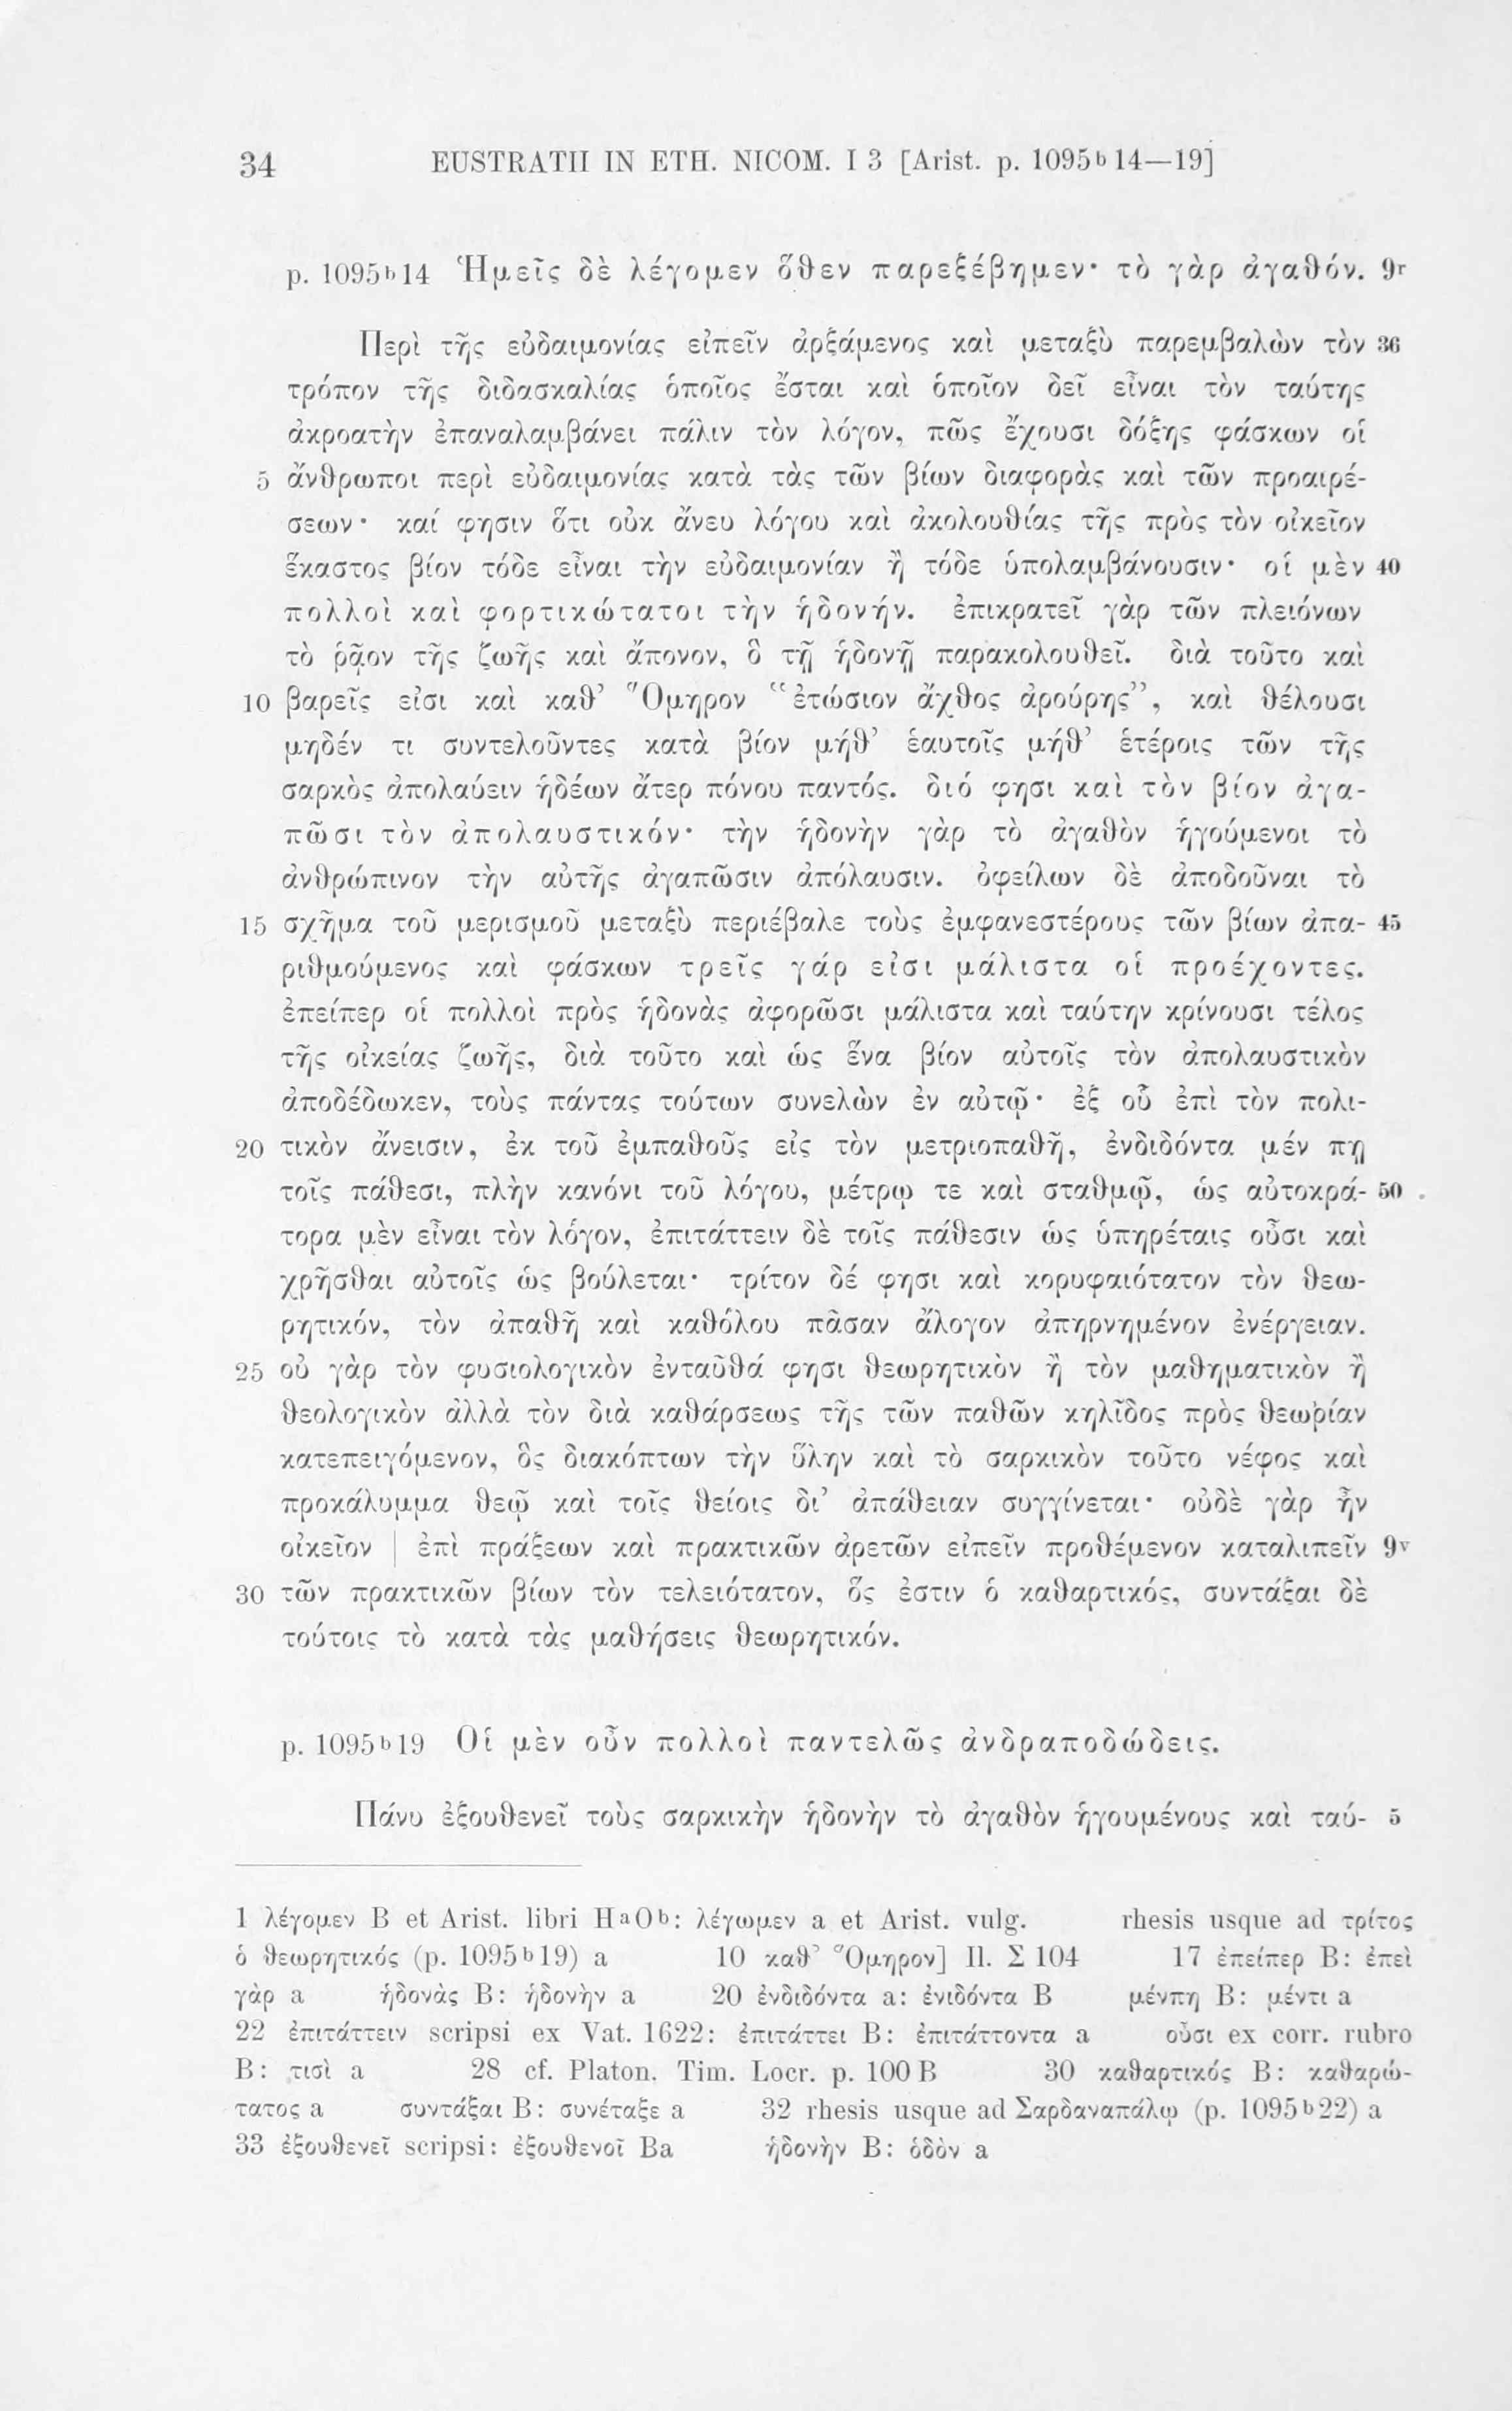 34 EUSTRATII IN ETH. NICOM. I 3 [Arist. p. 1095b 14—19]
p. 1095b14 Ἡμεῖς δὲ λέγομεν ὅθεν παρεξέβημεν· τὸ γὰρ ἀγαθόν. 9r
Περὶ τῆς εὐδαιμονίας εἰπεῖν ἀρξάμενος καὶ μεταξὺ παρεμβαλὼν τὸν 36
τρόπον τῆς διδασκαλίας ὁποῖος ἔσται καὶ ὁποῖον δεῖ εἶναι τὸν ταύτης
ἀκροατὴν ἐπαναλαμβάνει πάλιν τὸν λόγον, πῶς ἔχουσι δόξης φάσκων οἱ
5 ἄνθρωποι περὶ εὐδαιμονίας κατὰ τὰς τῶν βίων διαφορὰς καὶ τῶν προαιρέ-
σεων· καί φησιν ὅτι οὐκ ἄνευ λόγου καὶ ἀκολουθίας τῆς πρὸς τὸν οἰκεῖον
ἕκαστος βίον τόδε εἶναι τὴν εὐδαιμονίαν ἢ τόδε ὑπολαμβάνουσιν· οἱ μὲν 40
πολλοὶ καὶ φορτικώτατοι τὴν ἡδονήν. ἐπικρατεῖ γὰρ τῶν πλειόνων
τὸ ῥᾷον τῆς ζωῆς καὶ ἄπονον, ὃ τῇ ἡδονῇ παρακολουθεῖ. διὰ τοῦτο καὶ
10 βαρεῖς εἰσι καὶ καθ’ Ὅμηρον “ἐτώσιον ἄχθος ἀρούρης”, καὶ θέλουσι
μηδέν τι συντελοῦντες κατὰ βίον μήθ’ ἑαυτοῖς μήθ’ ἑτέροις τῶν τῆς
σαρκὸς ἀπολαύειν ἡδέων ἄτερ πόνου παντός. διό φησι καὶ τὸν βίον ἀγα-
πῶσι τὸν ἀπολαυστικόν· τὴν ἡδονὴν γὰρ τὸ ἀγαθὸν ἡγούμενοι τὸ
ἀνθρώπινον τὴν αὐτῆς ἀγαπῶσιν ἀπόλαυσιν. ὀφείλων δὲ ἀποδοῦναι τὸ
15 σχῆμα τοῦ μερισμοῦ μεταξὺ περιέβαλε τοὺς ἐμφανεστέρους τῶν βίων ἀπα- 45
ριθμούμενος καὶ φάσκων τρεῖς γάρ εἰσι μάλιστα οἱ προέχοντες.
ἐπείπερ οἱ πολλοὶ πρὸς ἡδονὰς ἀφορῶσι μάλιστα καὶ ταύτην κρίνουσι τέλος
τῆς οἰκείας ζωῆς, διὰ τοῦτο καὶ ὡς ἕνα βίον αὐτοῖς τὸν ἀπολαυστικὸν
ἀποδέδωκεν, τοὺς πάντας τούτων συνελὼν ἐν αὐτῷ· ἐξ οὗ ἐπὶ τὸν πολι-
20 τικὸν ἄνεισιν, ἐκ τοῦ ἐμπαθοῦς εἰς τὸν μετριοπαθῆ, ἐνδιδόντα μέν πῃ
τοῖς πάθεσι, πλὴν κανόνι τοῦ λόγου, μέτρῳ τε καὶ σταθμῷ, ὡς αὐτοκρά- 50
τορα μὲν εἶναι τὸν λόγον, ἐπιτάττειν δὲ τοῖς πάθεσιν ὡς ὑπηρέταις οὖσι καὶ
χρῆσθαι αὐτοῖς ὡς βούλεται· τρίτον δέ φησι καὶ κορυφαιότατον τὸν θεω-
ρητικόν, τὸν ἀπαθῆ καὶ καθόλου πᾶσαν ἄλογον ἀπηρνημένον ἐνέργειαν.
25 οὐ γὰρ τὸν φυσιολογικὸν ἐνταῦθά φησι θεωρητικὸν ἢ τὸν μαθηματικὸν ἢ
θεολογικὸν ἀλλὰ τὸν διὰ καθάρσεως τῆς τῶν παθῶν κηλῖδος πρὸς θεωρίαν
κατεπειγόμενον, ὃς διακόπτων τὴν ὕλην καὶ τὸ σαρκικὸν τοῦτο νέφος καὶ
προκάλυμμα θεῷ καὶ τοῖς θείοις δι’ ἀπάθειαν συγγίνεται· οὐδὲ γὰρ ἦν
οἰκεῖον | ἐπὶ πράξεων καὶ πρακτικῶν ἀρετῶν εἰπεῖν προθέμενον καταλιπεῖν 9v
30 τῶν πρακτικῶν βίων τὸν τελειότατον, ὅς ἐστιν ὁ καθαρτικός, συντάξαι δὲ
τούτοις τὸ κατὰ τὰς μαθήσεις θεωρητικόν.
p. 1095b19 Οἱ μὲν οὖν πολλοὶ παντελῶς ἀνδραποδώδεις.
Πάνυ ἐξουθενεῖ τοὺς σαρκικὴν ἡδονὴν τὸ ἀγαθὸν ἡγουμένους καὶ ταύ- 5
1 λέγομεν B et Arist. libri HaOb: λέγωμεν a et Arist. vulg. rhesis usque ad τρίτος
ὁ θεωρητικός (p. 1095b19) a 10 καθ’ Ὅμηρον] Il. Σ 104 17 ἐπείπερ B: ἐπεὶ
γὰρ a ἡδονὰς B: ἡδονὴν a 20 ἐνδιδόντα a: ἐνιδόντα B μένπη B: μέντι a
22 ἐπιτάττειν scripsi ex Vat. 1622: ἐπιτάττει B: ἐπιτάττοντα a οὖσι ex corr. rubro
B: τισὶ a 28 cf. Platon. Tim. Locr. p. 100 B 30 καθαρτικός B: καθαρώ-
τατος a συντάξαι B: συνέταξε a 32 rhesis usque ad Σαρδαναπάλῳ (p. 1095b22) a
33 ἐξουθενεῖ scripsi: ἐξουθενοῖ Ba ἡδονὴν B: ὁδὸν a